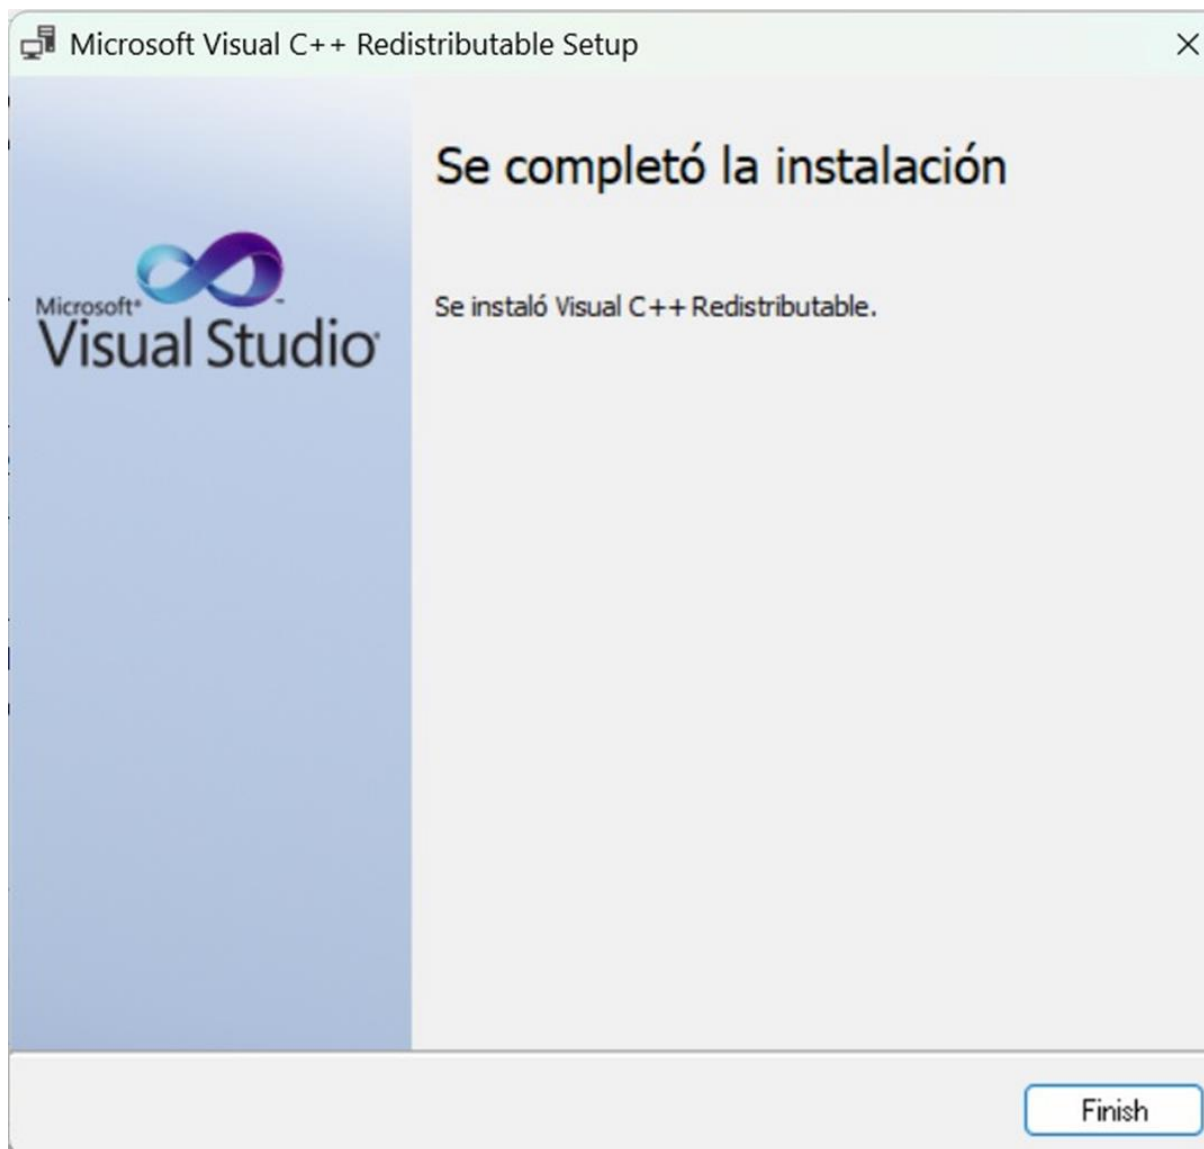 Microsoft Visual C++ Redistributable Setup
Se completó la instalación
Se instaló Visual C++ Redistributable.
Microsoft®
Visual Studio®
Finish